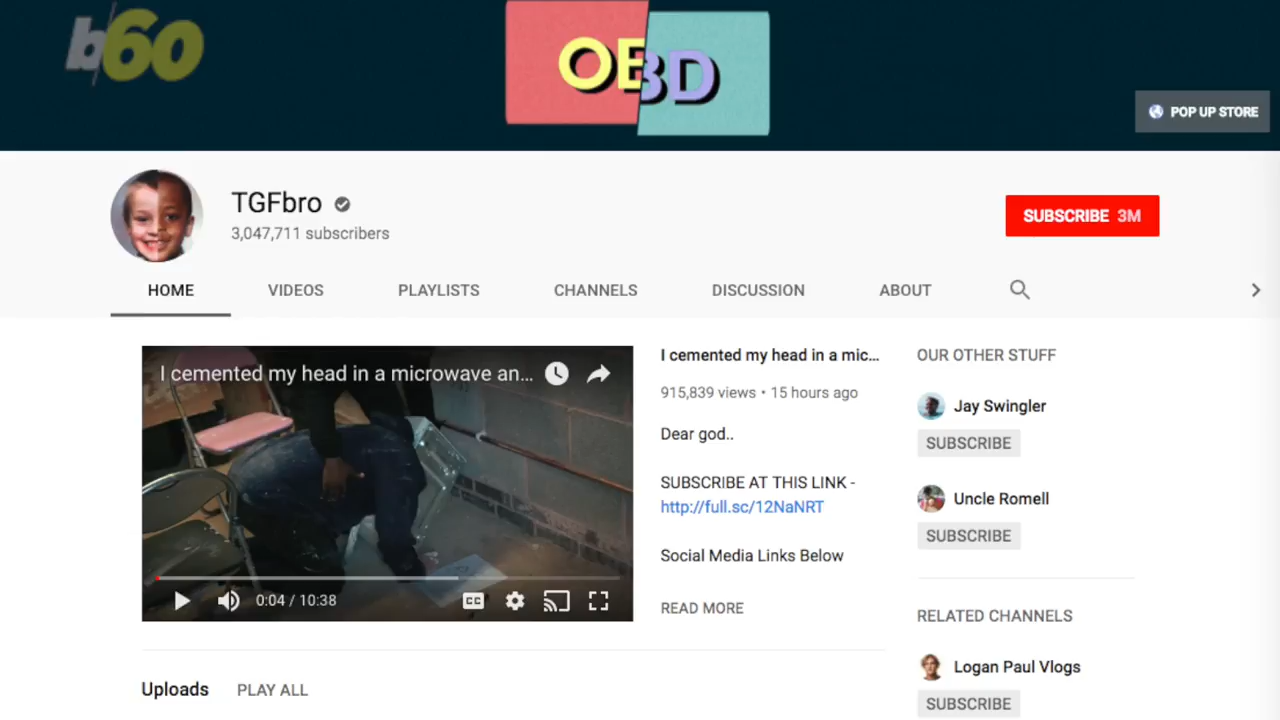 b60
OBD
POP UP STORE
TGFbro
3,047,711 subscribers
SUBSCRIBE 3M
HOME VIDEOS PLAYLISTS CHANNELS DISCUSSION ABOUT
I cemented my head in a microwave an...
0:04 / 10:38
CC
I cemented my head in a mic...
915,839 views • 15 hours ago
Dear god..
SUBSCRIBE AT THIS LINK -
http://full.sc/12NaNRT
Social Media Links Below
READ MORE
OUR OTHER STUFF
Jay Swingler
SUBSCRIBE
Uncle Romell
SUBSCRIBE
RELATED CHANNELS
Logan Paul Vlogs
SUBSCRIBE
Uploads PLAY ALL